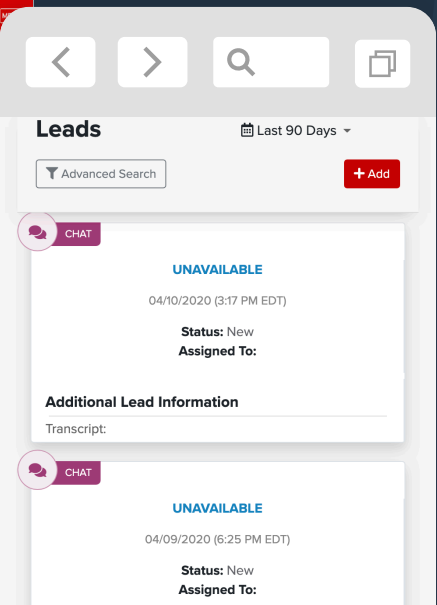 Leads
Last 90 Days
Advanced Search
Add
CHAT
UNAVAILABLE
04/10/2020 (3:17 PM EDT)
Status: New
Assigned To:
Additional Lead Information
Transcript:
CHAT
UNAVAILABLE
04/09/2020 (6:25 PM EDT)
Status: New
Assigned To: